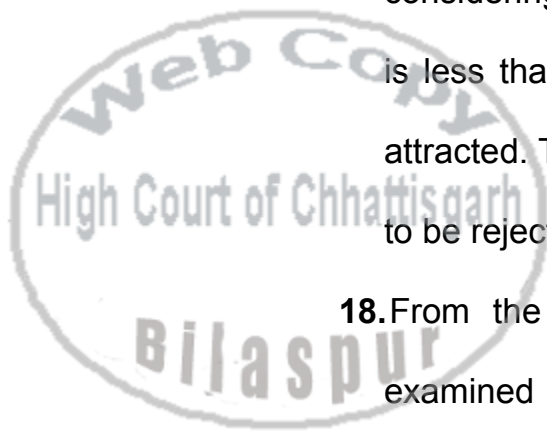 considering
Web Copy
is less tha
attracted. T
High Court of Chhattisgarh
to be reject
18. From the
Bilaspur
examined